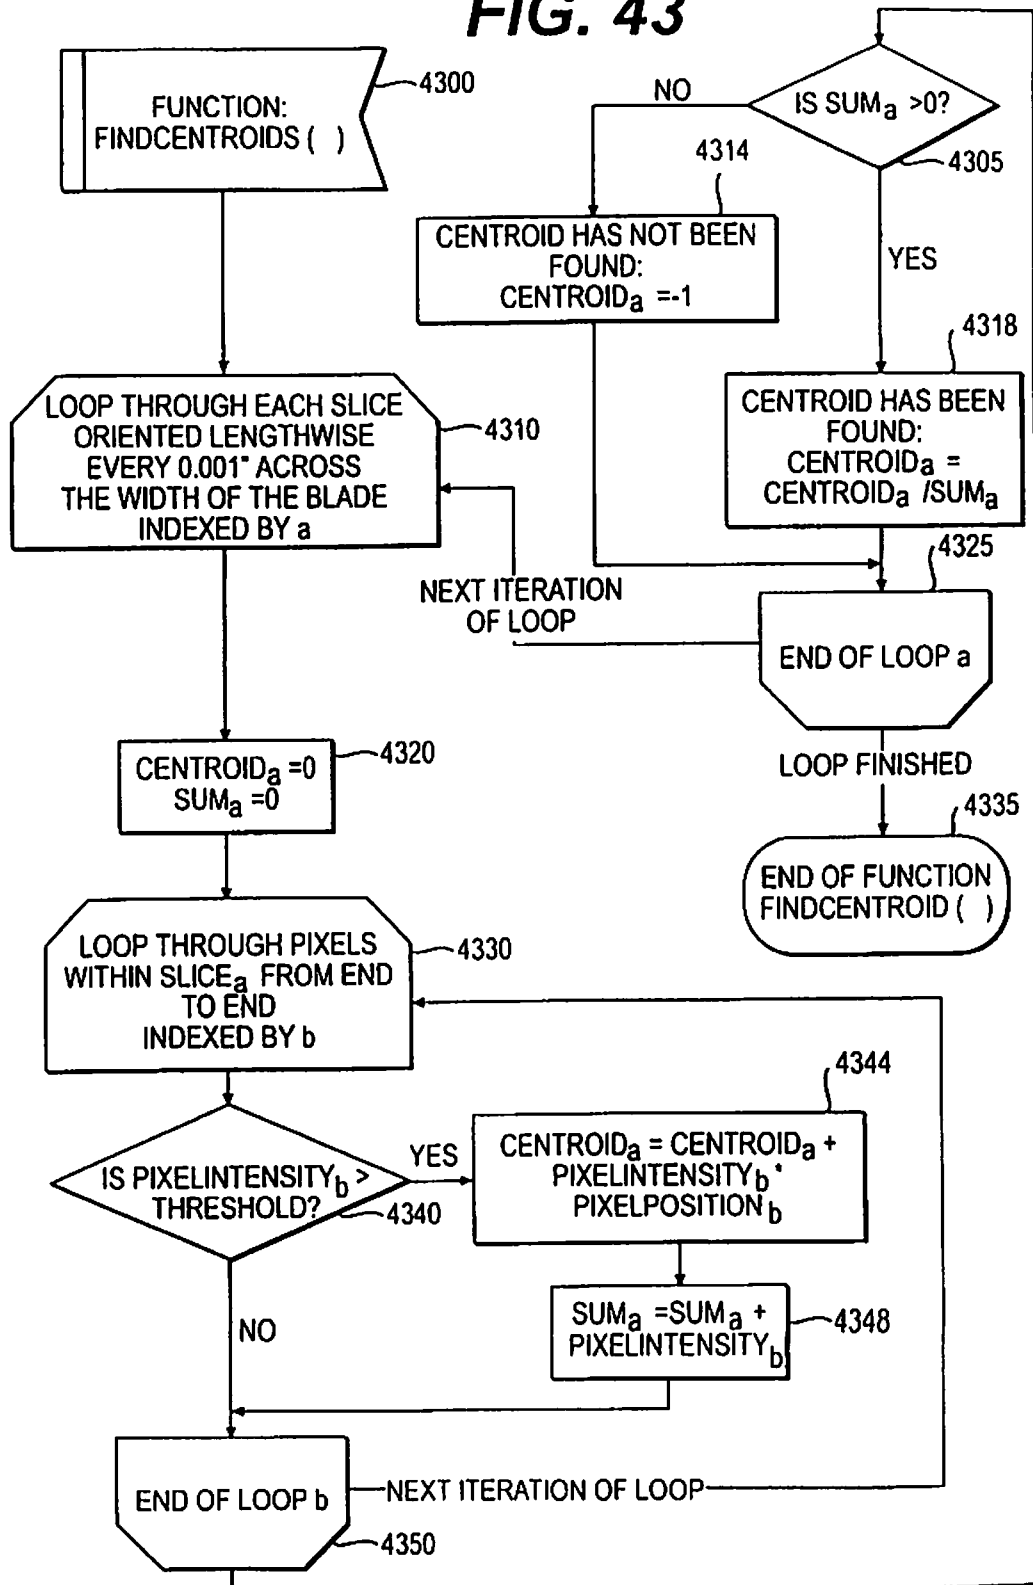 FIG. 43
FUNCTION:
FINDCENTROIDS ( )
4300
LOOP THROUGH EACH SLICE
ORIENTED LENGTHWISE
EVERY 0.001" ACROSS
THE WIDTH OF THE BLADE
INDEXED BY a
4310
CENTROIDa =0
SUMa =0
4320
LOOP THROUGH PIXELS
WITHIN SLICEa FROM END
TO END
INDEXED BY b
4330
IS PIXELINTENSITYb >
THRESHOLD?
4340
YES
NO
CENTROIDa = CENTROIDa +
PIXELINTENSITYb *
PIXELPOSITIONb
4344
SUMa =SUMa +
PIXELINTENSITYb
4348
END OF LOOP b
4350
NEXT ITERATION OF LOOP
IS SUMa >0?
4305
NO
YES
CENTROID HAS NOT BEEN
FOUND:
CENTROIDa =-1
4314
CENTROID HAS BEEN
FOUND:
CENTROIDa =
CENTROIDa /SUMa
4318
END OF LOOP a
4325
NEXT ITERATION
OF LOOP
LOOP FINISHED
END OF FUNCTION
FINDCENTROID ( )
4335